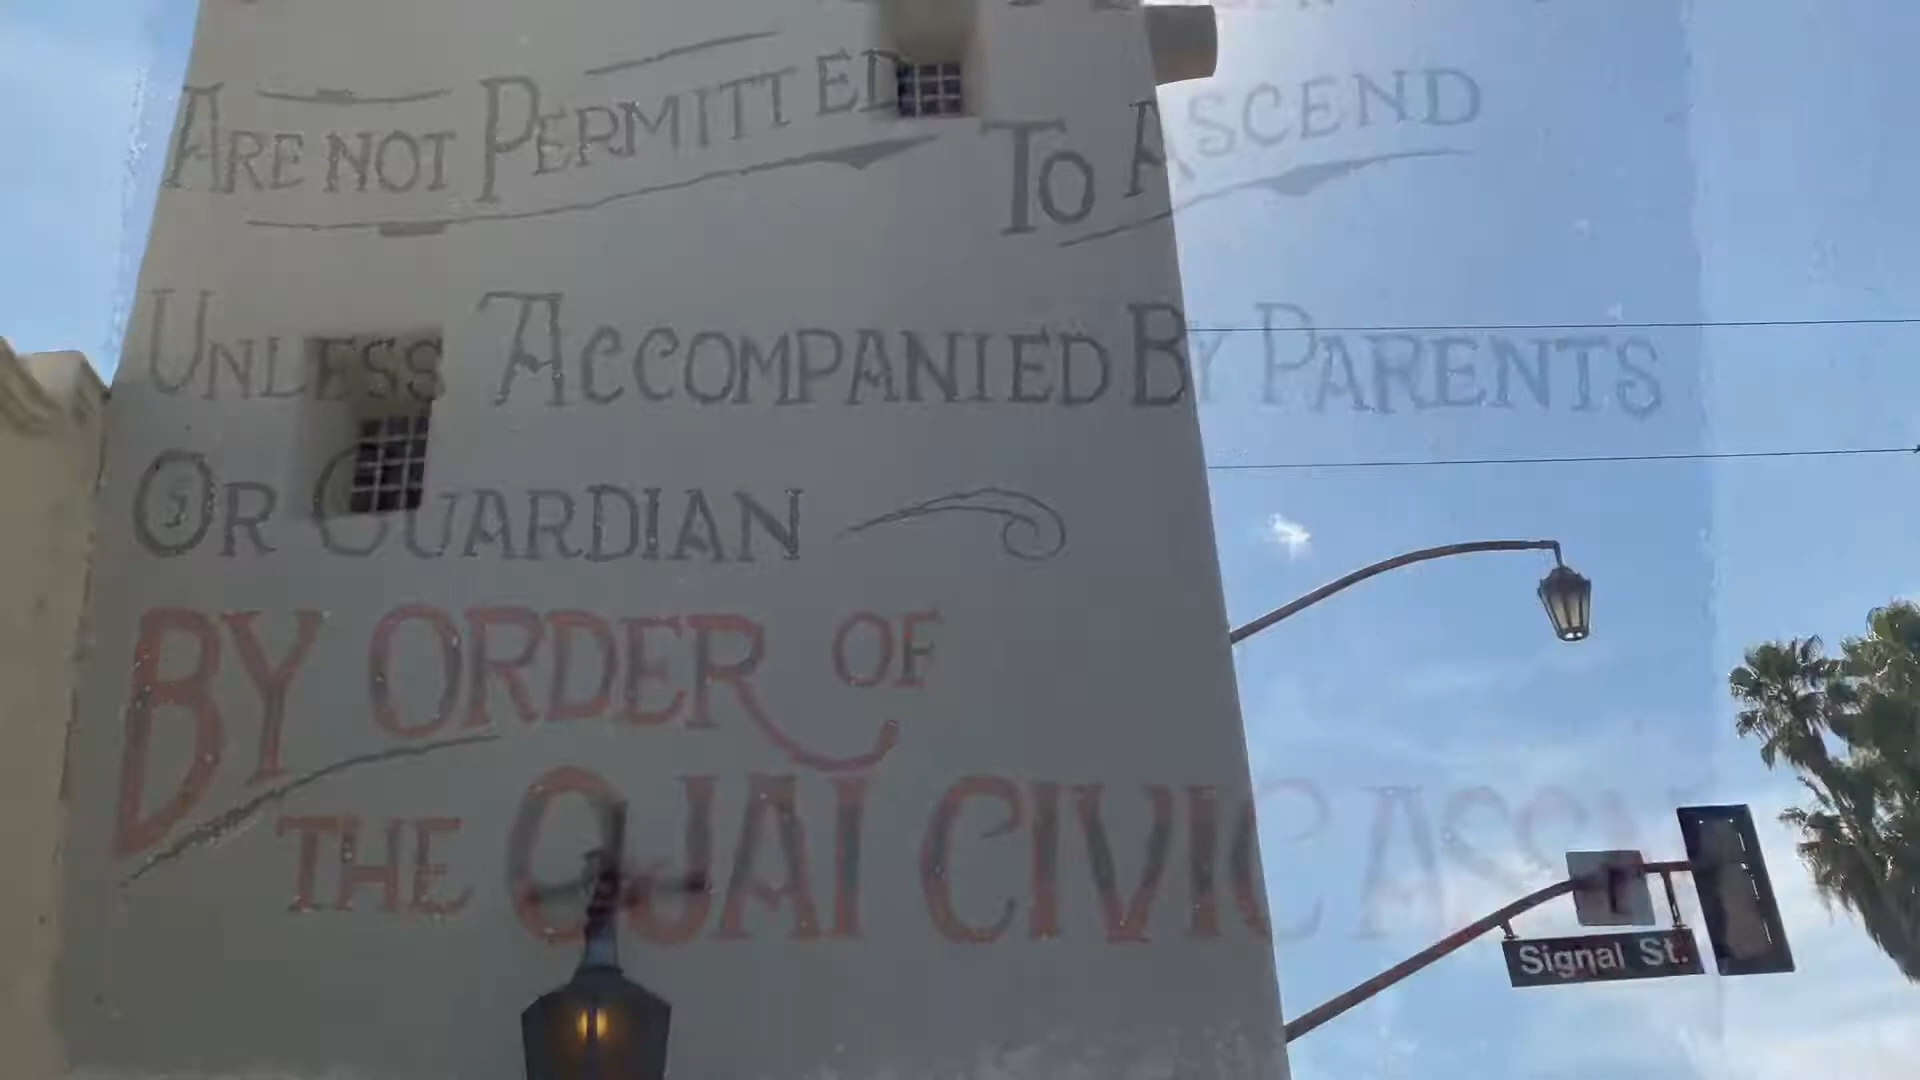 ARE NOT PERMITTED TO ASCEND
UNLESS ACCOMPANIED BY PARENTS
OR GUARDIAN
BY ORDER OF
THE OJAI CIVIC ASSN
Signal St.